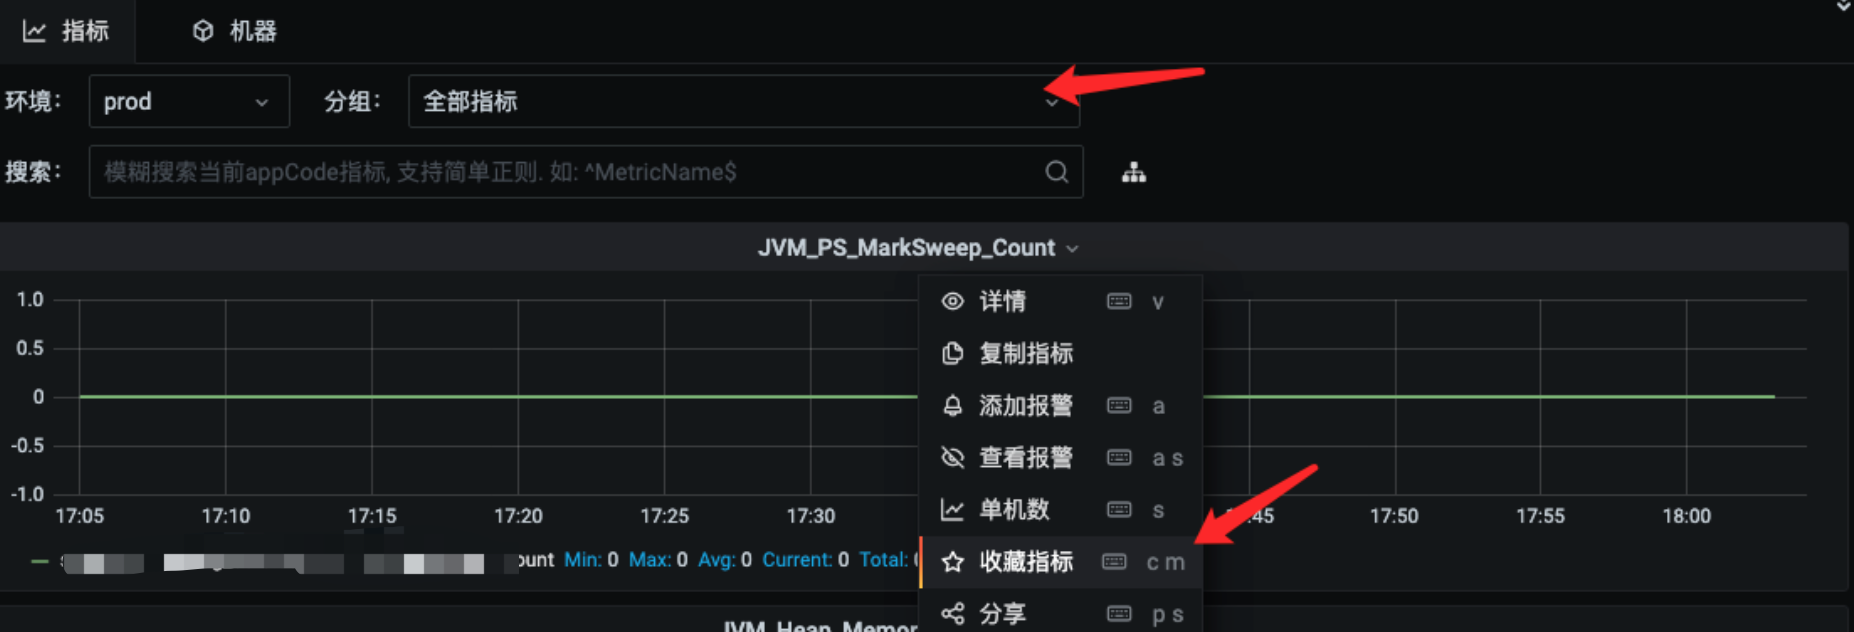 指标 机器
环境: prod 分组: 全部指标
搜索: 模糊搜索当前appCode指标, 支持简单正则. 如: ^MetricName$
JVM_PS_MarkSweep_Count
1.0
0.5
0
-0.5
-1.0
17:05 17:10 17:15 17:20 17:25 17:30 :45 17:50 17:55 18:00
ount Min: 0 Max: 0 Avg: 0 Current: 0 Total:
详情 v
复制指标
添加报警 a
查看报警 a s
单机数 s
收藏指标 c m
分享 p s
JVM_Heap_Memor